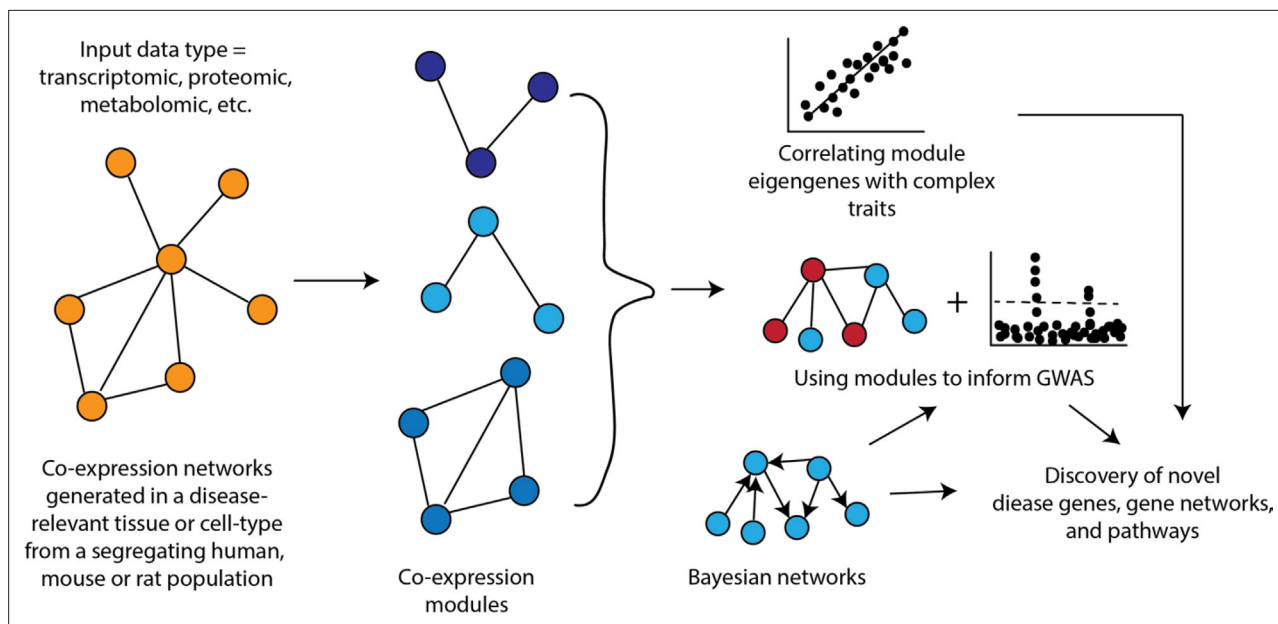 Input data type =
transcriptomic, proteomic,
metabolomic, etc.
Co-expression networks
generated in a disease-
relevant tissue or cell-type
from a segregating human,
mouse or rat population
Co-expression
modules
Correlating module
eigengenes with complex
traits
+
Using modules to inform GWAS
Bayesian networks
Discovery of novel
diease genes, gene networks,
and pathways